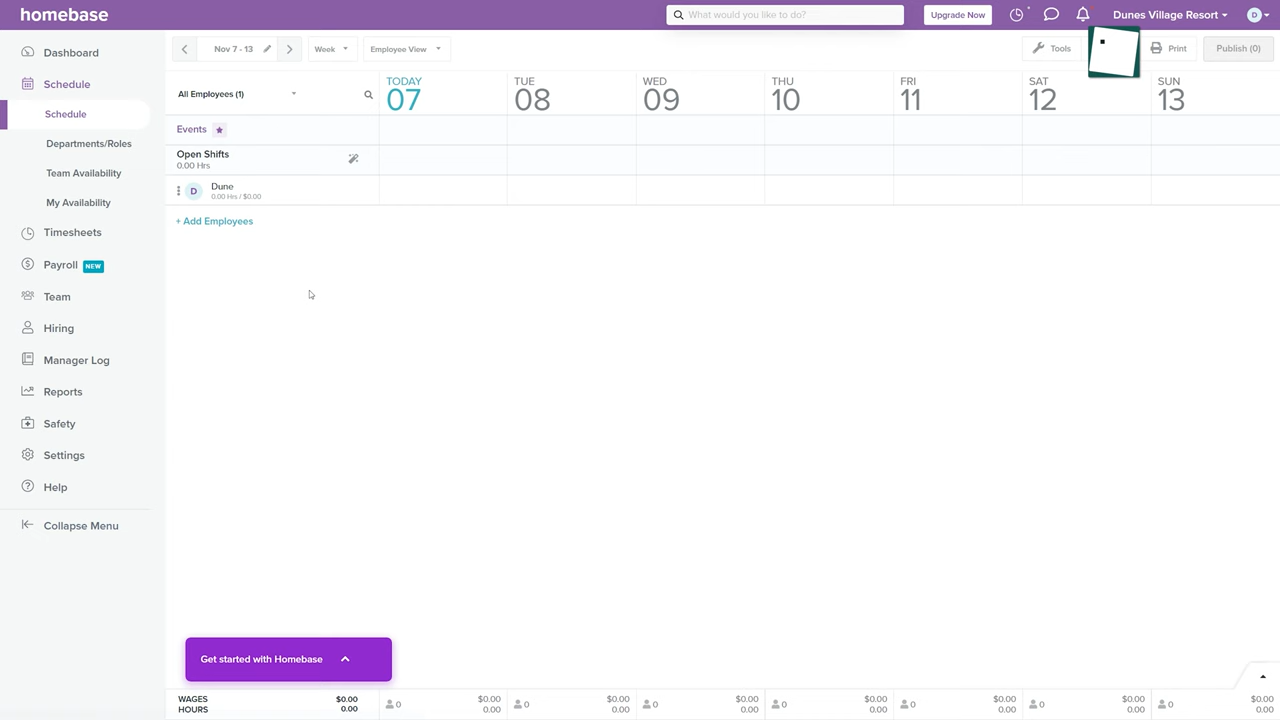 homebase
What would you like to do?
Upgrade Now
Dunes Village Resort
D
Dashboard
Schedule
Schedule
Departments/Roles
Team Availability
My Availability
Timesheets
Payroll NEW
Team
Hiring
Manager Log
Reports
Safety
Settings
Help
Collapse Menu
Nov 7 - 13
Week
Employee View
Tools
Print
Publish (0)
All Employees (1)
TODAY TUE WED THU FRI SAT SUN
07 08 09 10 11 12 13
Events
Open Shifts
0.00 Hrs
D Dune
0.00 Hrs / $0.00
+ Add Employees
Get started with Homebase
WAGES $0.00 $0.00 $0.00 $0.00 $0.00 $0.00 $0.00 $0.00
0 0 0 0 0 0 0
HOURS 0.00 0.00 0.00 0.00 0.00 0.00 0.00 0.00